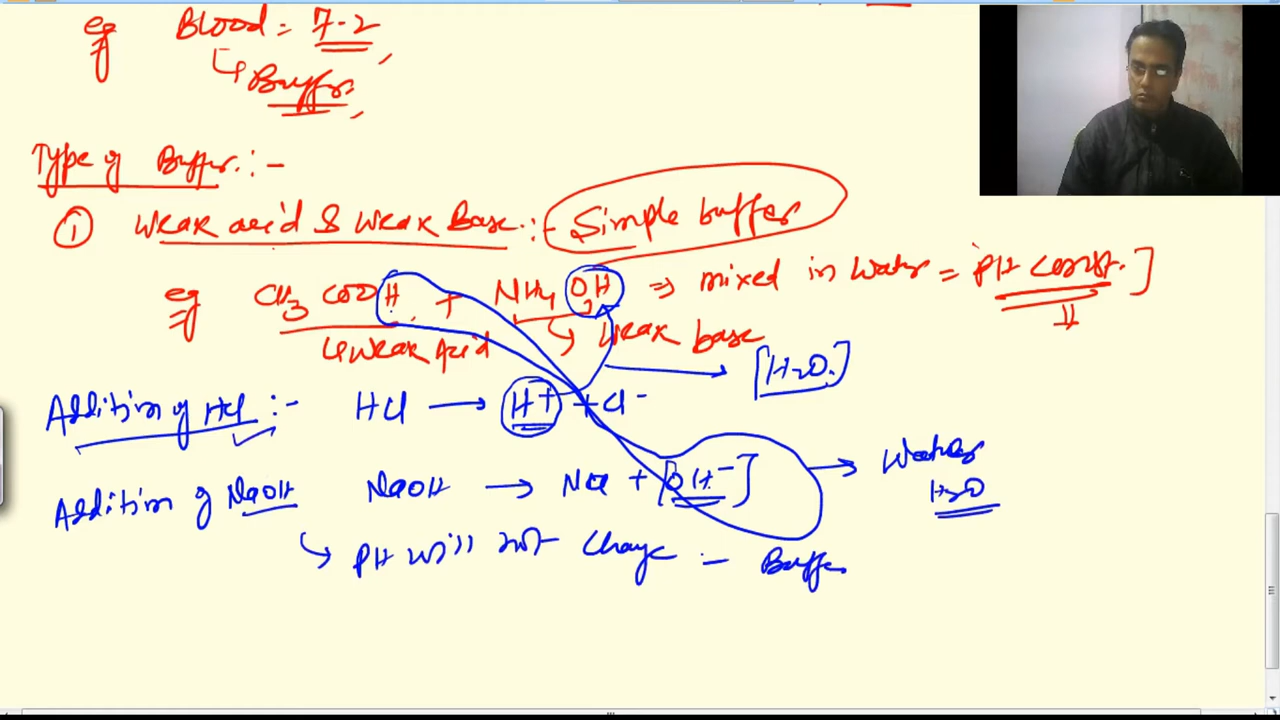 eg Blood = 7.2
↳ Buffer
Type of Buffer :-
① Weak acid & Weak Base :- Simple buffer
eg CH3COOH + NH4OH ⇒ mixed in Water = PH const.]
↳ Weak Acid ↳ Weak base
[H2O.]
Addition of HCl :- HCl → H+ + Cl-
Addition of NaOH NaOH → Na + [OH-] → Water
H2O
↳ PH will not change - Buffer